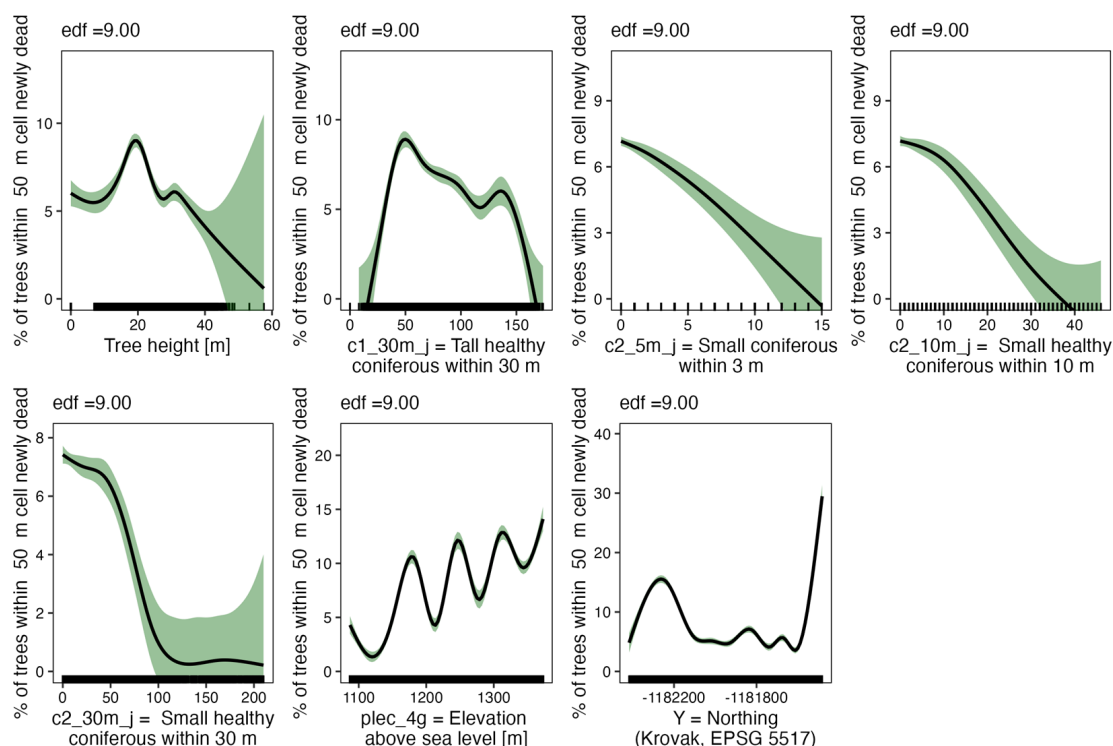 edf =9.00
% of trees within 50 m cell newly dead
10
5
0
0 20 40 60
Tree height [m]
edf =9.00
% of trees within 50 m cell newly dead
10
5
0
0 50 100 150
c1_30m_j = Tall healthy
coniferous within 30 m
edf =9.00
% of trees within 50 m cell newly dead
9
6
3
0
0 5 10 15
c2_5m_j = Small coniferous
within 3 m
edf =9.00
% of trees within 50 m cell newly dead
9
6
3
0
0 10 20 30 40
c2_10m_j = Small healthy
coniferous within 10 m
edf =9.00
% of trees within 50 m cell newly dead
8
6
4
2
0
0 50 100 150 200
c2_30m_j = Small healthy
coniferous within 30 m
edf =9.00
% of trees within 50 m cell newly dead
20
15
10
5
0
1100 1200 1300
plec_4g = Elevation
above sea level [m]
edf =9.00
% of trees within 50 m cell newly dead
40
30
20
10
0
-1182200 -1181800
Y = Northing
(Krovak, EPSG 5517)